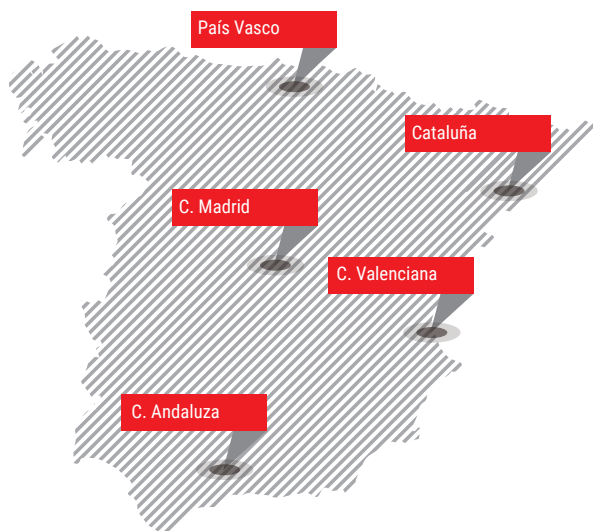 País Vasco
Cataluña
C. Madrid
C. Valenciana
C. Andaluza